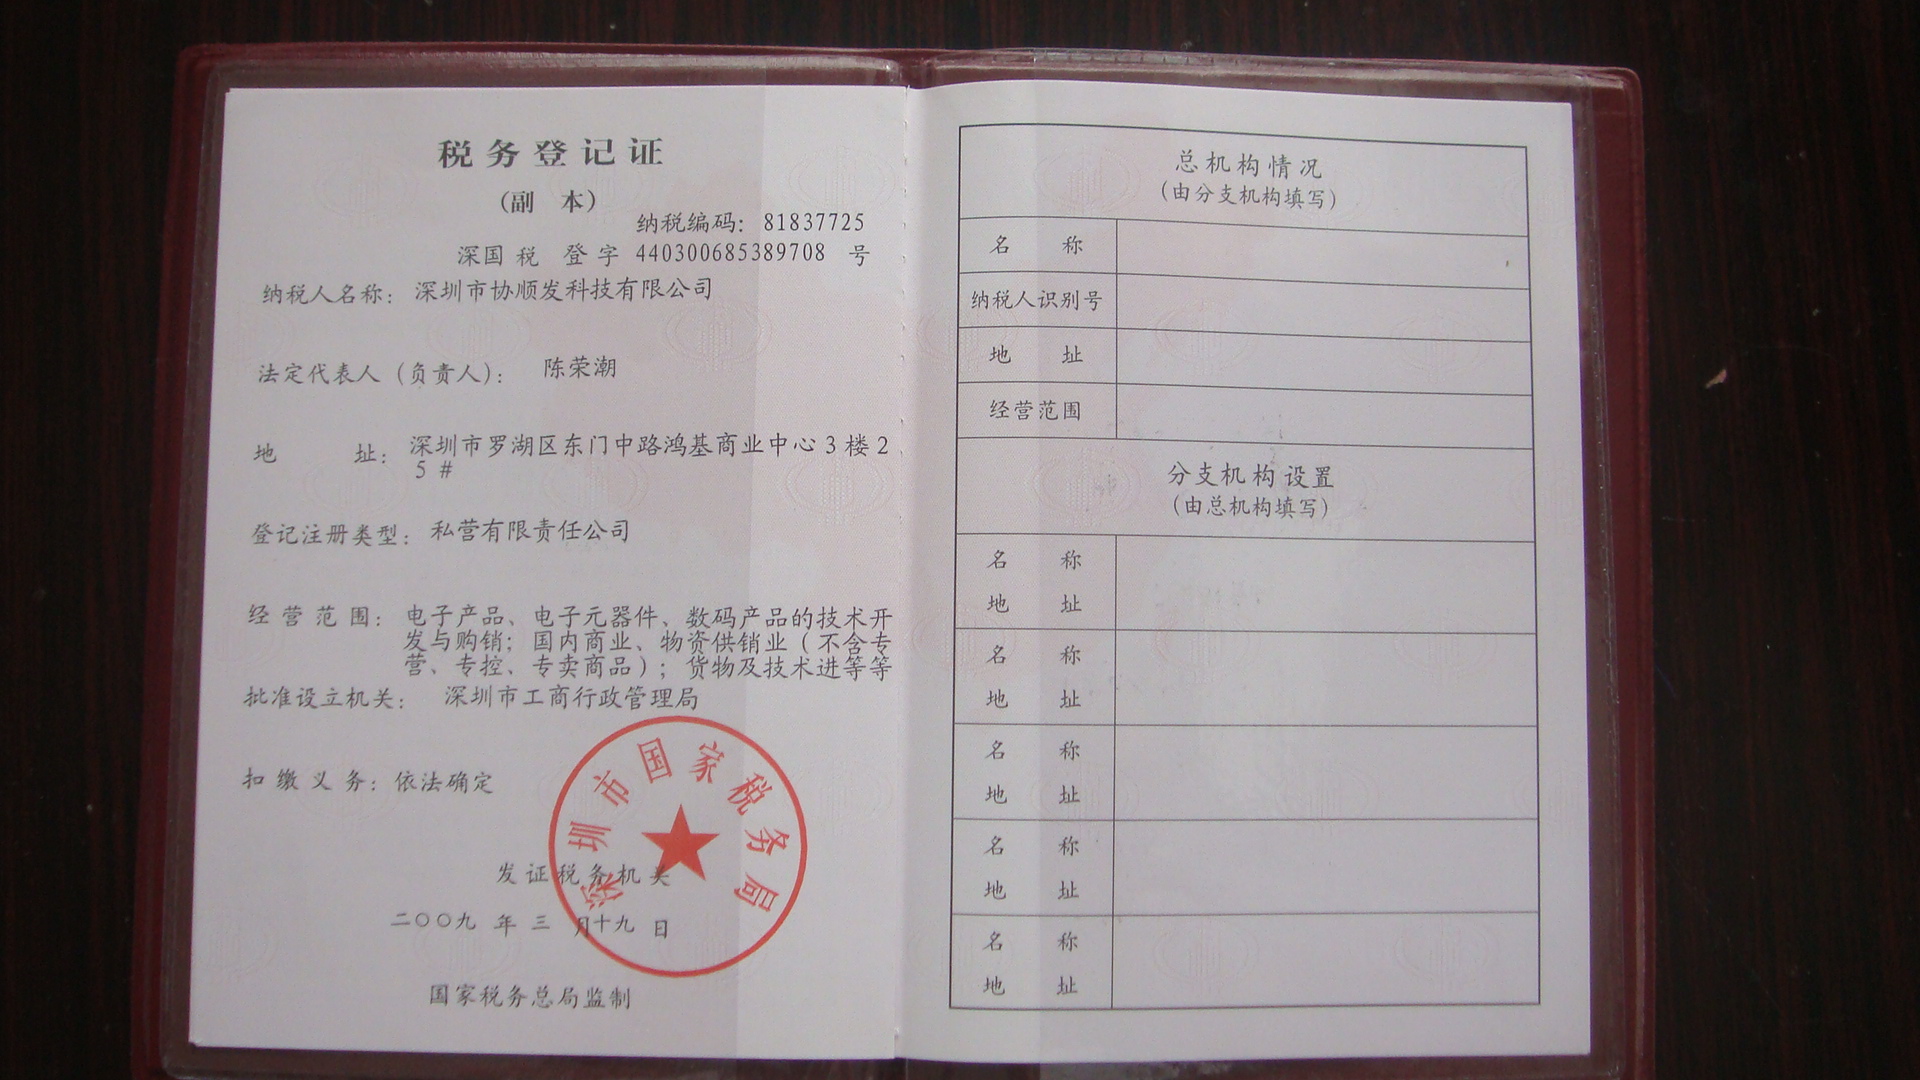 税务登记证
(副 本)
纳税编码: 81837725
深国税 登字 440300685389708 号
纳税人名称: 深圳市协顺发科技有限公司
法定代表人(负责人): 陈荣潮
地 址: 深圳市罗湖区东门中路鸿基商业中心3楼2
5#
登记注册类型: 私营有限责任公司
经营范围: 电子产品、电子元器件、数码产品的技术开
发与购销; 国内商业、物资供销业(不含专
营、专控、专卖商品); 货物及技术进等等
批准设立机关: 深圳市工商行政管理局
扣缴义务: 依法确定
深圳市国家税务局
发证税务机关
二〇〇九 年 三 月十九 日
国家税务总局监制
总机构情况
(由分支机构填写)
名 称
纳税人识别号
地 址
经营范围
分支机构设置
(由总机构填写)
名 称
地 址
名 称
地 址
名 称
地 址
名 称
地 址
名 称
地 址